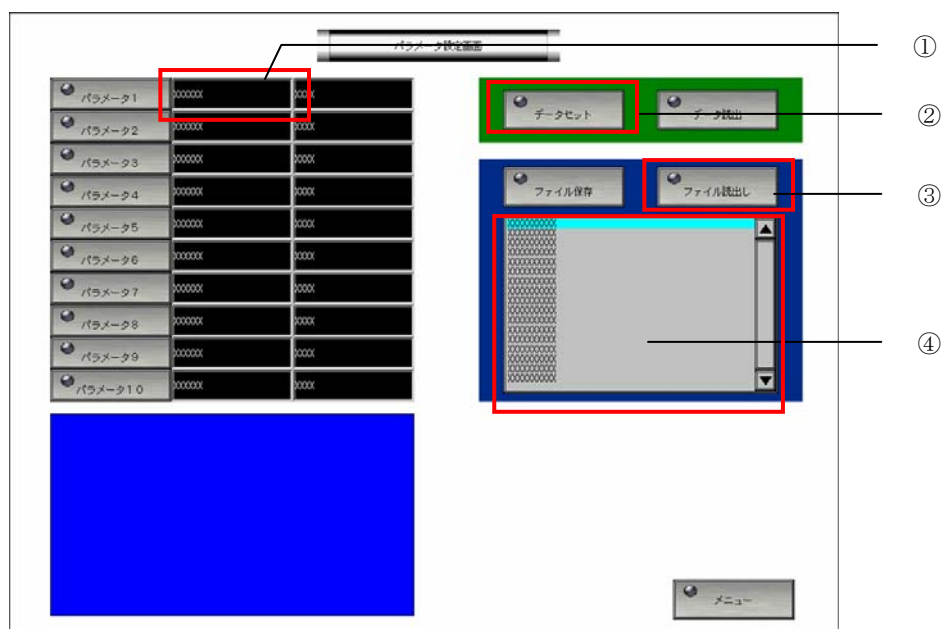 パラメータ設定画面
①
パラメータ1 XXXXXX XXXX
パラメータ2 XXXXXX XXXX
パラメータ3 XXXXXX XXXX
パラメータ4 XXXXXX XXXX
パラメータ5 XXXXXX XXXX
パラメータ6 XXXXXX XXXX
パラメータ7 XXXXXX XXXX
パラメータ8 XXXXXX XXXX
パラメータ9 XXXXXX XXXX
パラメータ10 XXXXXX XXXX
データセット データ読出
②
ファイル保存 ファイル読出し
③
④
メニュー